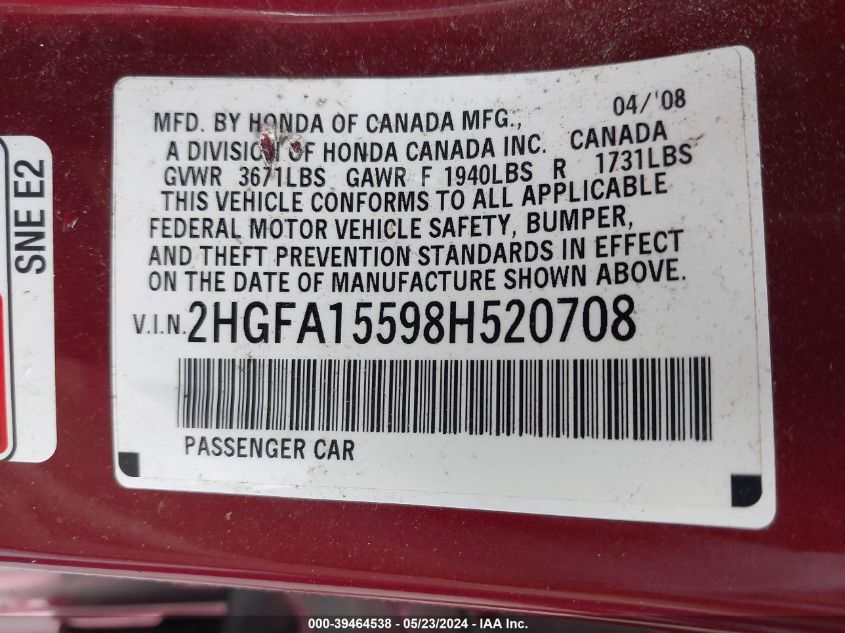 04/'08
MFD. BY HONDA OF CANADA MFG.,
A DIVISION OF HONDA CANADA INC. CANADA
GVWR 3671LBS GAWR F 1940LBS R 1731LBS
THIS VEHICLE CONFORMS TO ALL APPLICABLE
FEDERAL MOTOR VEHICLE SAFETY, BUMPER,
AND THEFT PREVENTION STANDARDS IN EFFECT
ON THE DATE OF MANUFACTURE SHOWN ABOVE.
V.I.N. 2HGFA15598H520708
PASSENGER CAR
SNE E2
000-39464538 - 05/23/2024 - IAAI.com